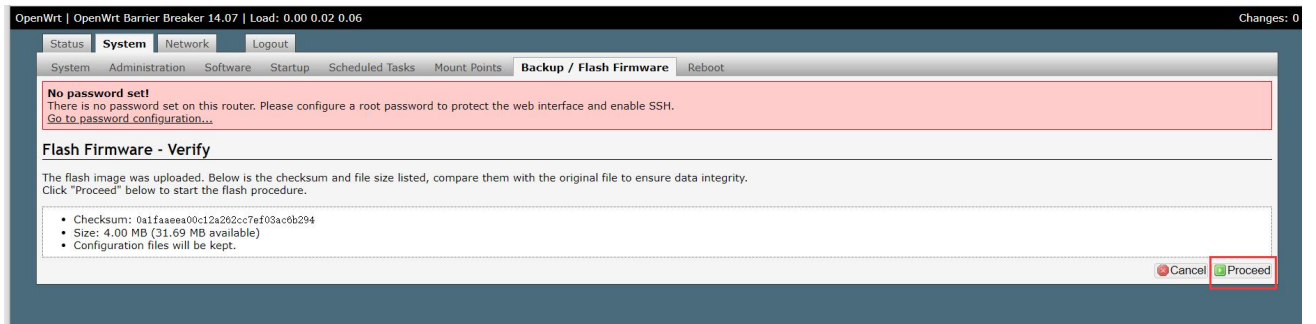 OpenWrt | OpenWrt Barrier Breaker 14.07 | Load: 0.00 0.02 0.06 Changes: 0
Status System Network Logout
System Administration Software Startup Scheduled Tasks Mount Points Backup / Flash Firmware Reboot
No password set!
There is no password set on this router. Please configure a root password to protect the web interface and enable SSH.
Go to password configuration...
Flash Firmware - Verify
The flash image was uploaded. Below is the checksum and file size listed, compare them with the original file to ensure data integrity.
Click "Proceed" below to start the flash procedure.
• Checksum: 0a1faaeea00c12a262cc7ef03ac6b294
• Size: 4.00 MB (31.69 MB available)
• Configuration files will be kept.
Cancel Proceed